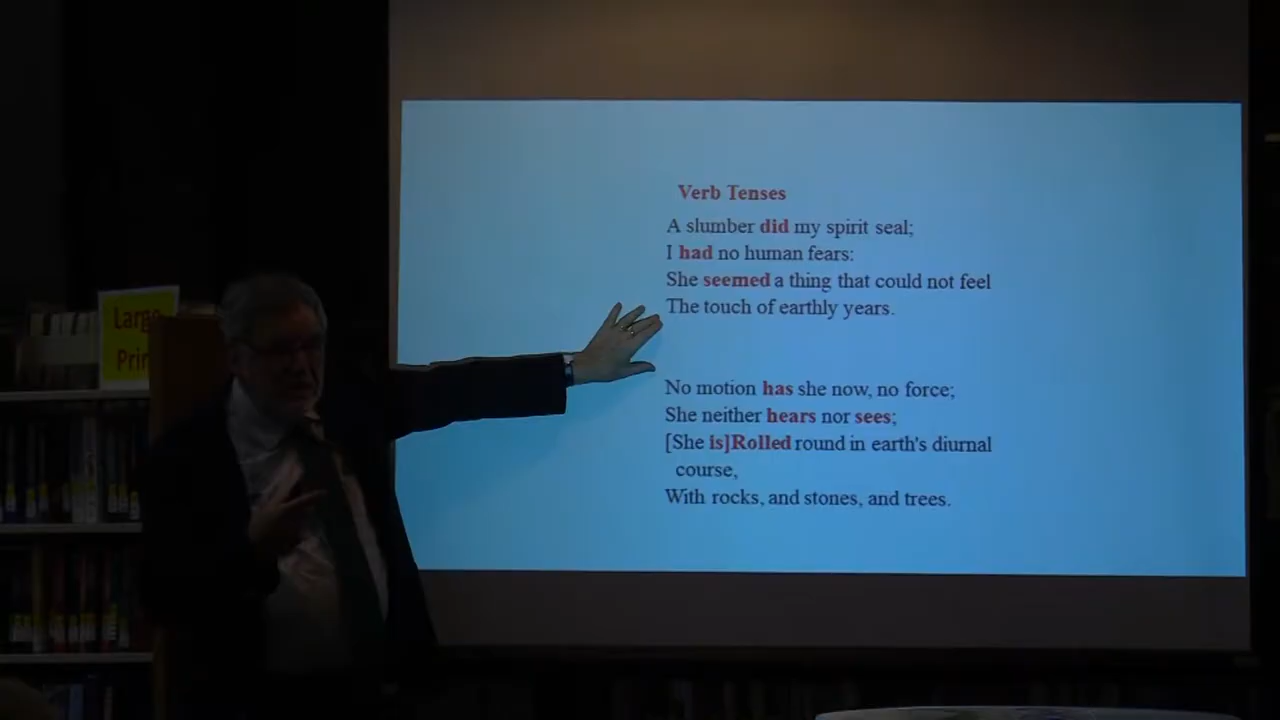 Verb Tenses
A slumber did my spirit seal;
I had no human fears:
She seemed a thing that could not feel
The touch of earthly years.
No motion has she now, no force;
She neither hears nor sees;
[She is]Rolled round in earth's diurnal
course,
With rocks, and stones, and trees.
Large
Print